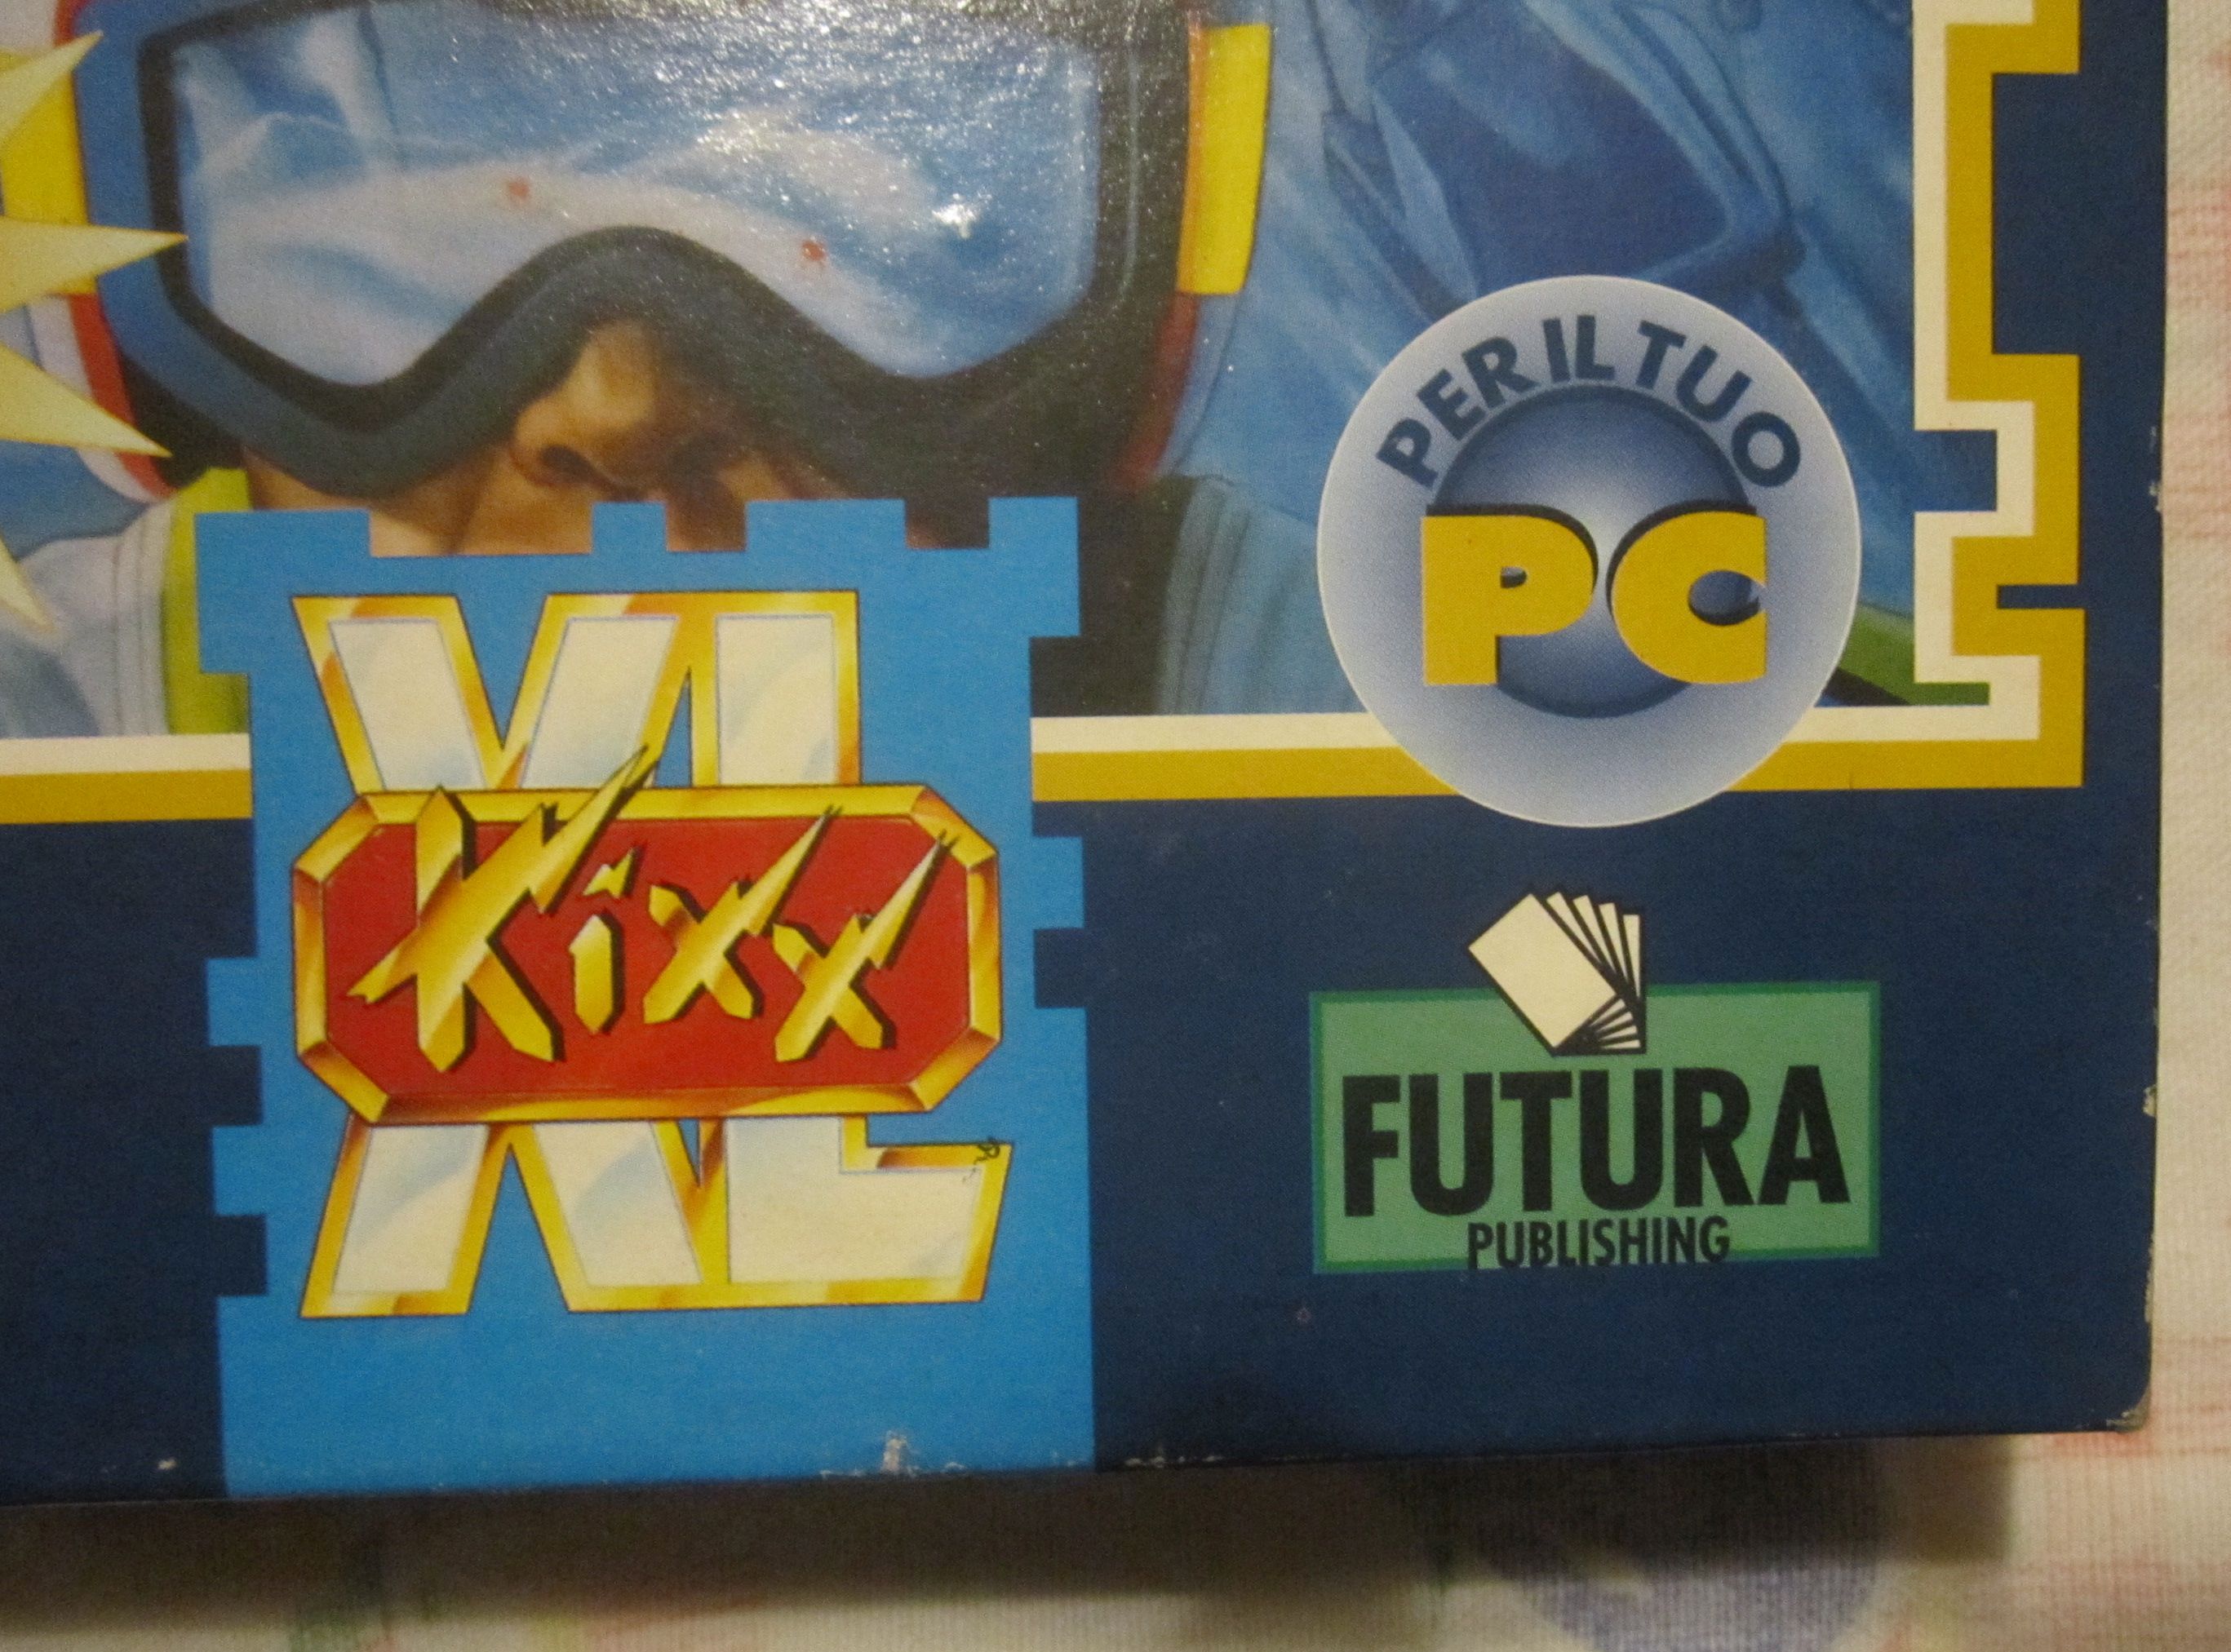 PER IL TUO
PC
XL
Kixx
FUTURA
PUBLISHING